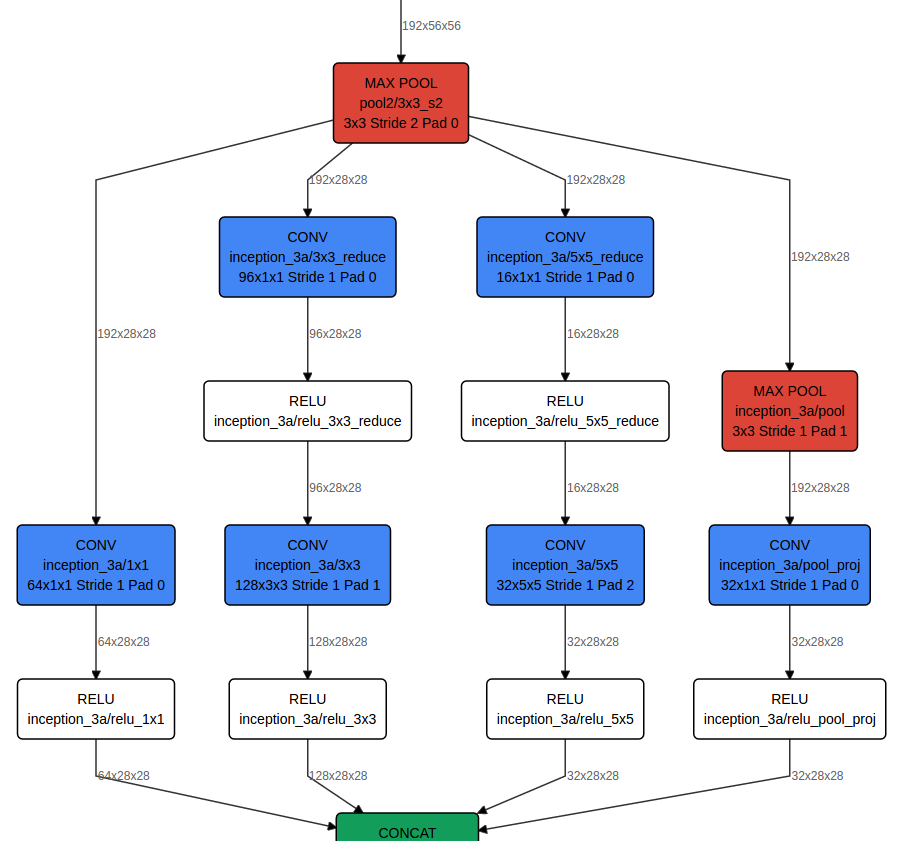 192x56x56
MAX POOL
pool2/3x3_s2
3x3 Stride 2 Pad 0
192x28x28
192x28x28
CONV
inception_3a/3x3_reduce
96x1x1 Stride 1 Pad 0
CONV
inception_3a/5x5_reduce
16x1x1 Stride 1 Pad 0
192x28x28
192x28x28
96x28x28
16x28x28
RELU
inception_3a/relu_3x3_reduce
RELU
inception_3a/relu_5x5_reduce
MAX POOL
inception_3a/pool
3x3 Stride 1 Pad 1
96x28x28
16x28x28
192x28x28
CONV
inception_3a/1x1
64x1x1 Stride 1 Pad 0
CONV
inception_3a/3x3
128x3x3 Stride 1 Pad 1
CONV
inception_3a/5x5
32x5x5 Stride 1 Pad 2
CONV
inception_3a/pool_proj
32x1x1 Stride 1 Pad 0
64x28x28
128x28x28
32x28x28
32x28x28
RELU
inception_3a/relu_1x1
RELU
inception_3a/relu_3x3
RELU
inception_3a/relu_5x5
RELU
inception_3a/relu_pool_proj
64x28x28
128x28x28
32x28x28
32x28x28
CONCAT